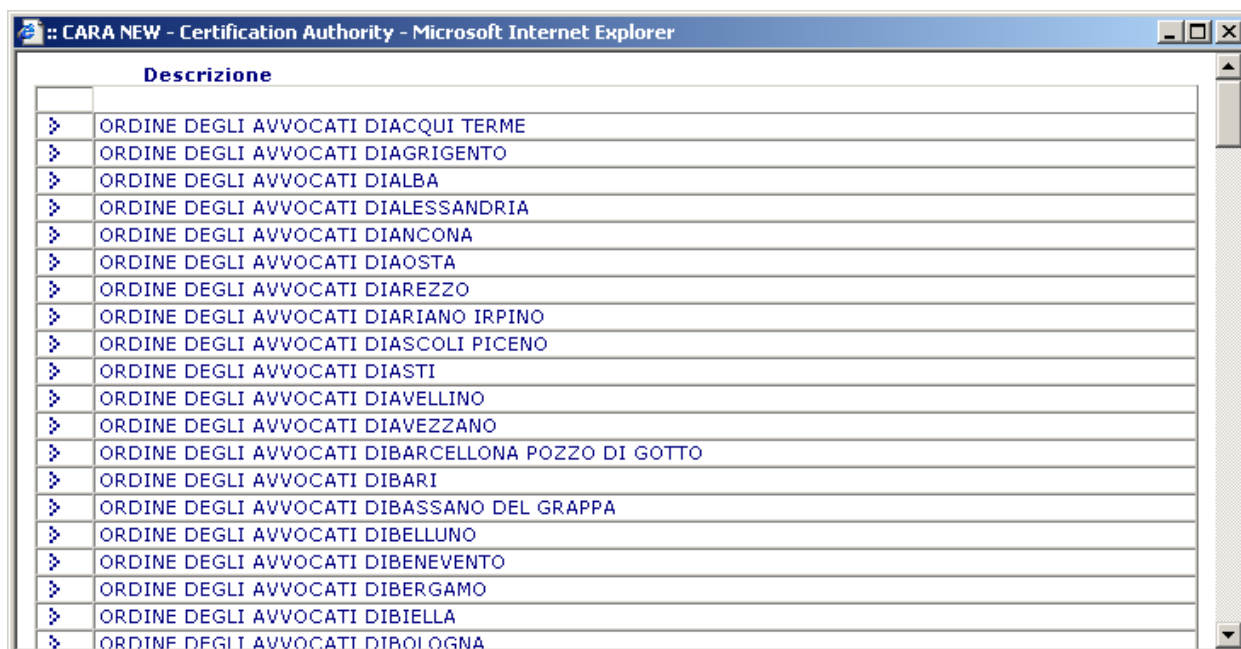 :: CARA NEW - Certification Authority - Microsoft Internet Explorer
Descrizione
ORDINE DEGLI AVVOCATI DIACQUI TERME
ORDINE DEGLI AVVOCATI DIAGRIGENTO
ORDINE DEGLI AVVOCATI DIALBA
ORDINE DEGLI AVVOCATI DIALESSANDRIA
ORDINE DEGLI AVVOCATI DIANCONA
ORDINE DEGLI AVVOCATI DIAOSTA
ORDINE DEGLI AVVOCATI DIAREZZO
ORDINE DEGLI AVVOCATI DIARIANO IRPINO
ORDINE DEGLI AVVOCATI DIASCOLI PICENO
ORDINE DEGLI AVVOCATI DIASTI
ORDINE DEGLI AVVOCATI DIAVELLINO
ORDINE DEGLI AVVOCATI DIAVEZZANO
ORDINE DEGLI AVVOCATI DIBARCELLONA POZZO DI GOTTO
ORDINE DEGLI AVVOCATI DIBARI
ORDINE DEGLI AVVOCATI DIBASSANO DEL GRAPPA
ORDINE DEGLI AVVOCATI DIBELLUNO
ORDINE DEGLI AVVOCATI DIBENEVENTO
ORDINE DEGLI AVVOCATI DIBERGAMO
ORDINE DEGLI AVVOCATI DIBIELLA
ORDINE DEGLI AVVOCATI DIBOLOGNA